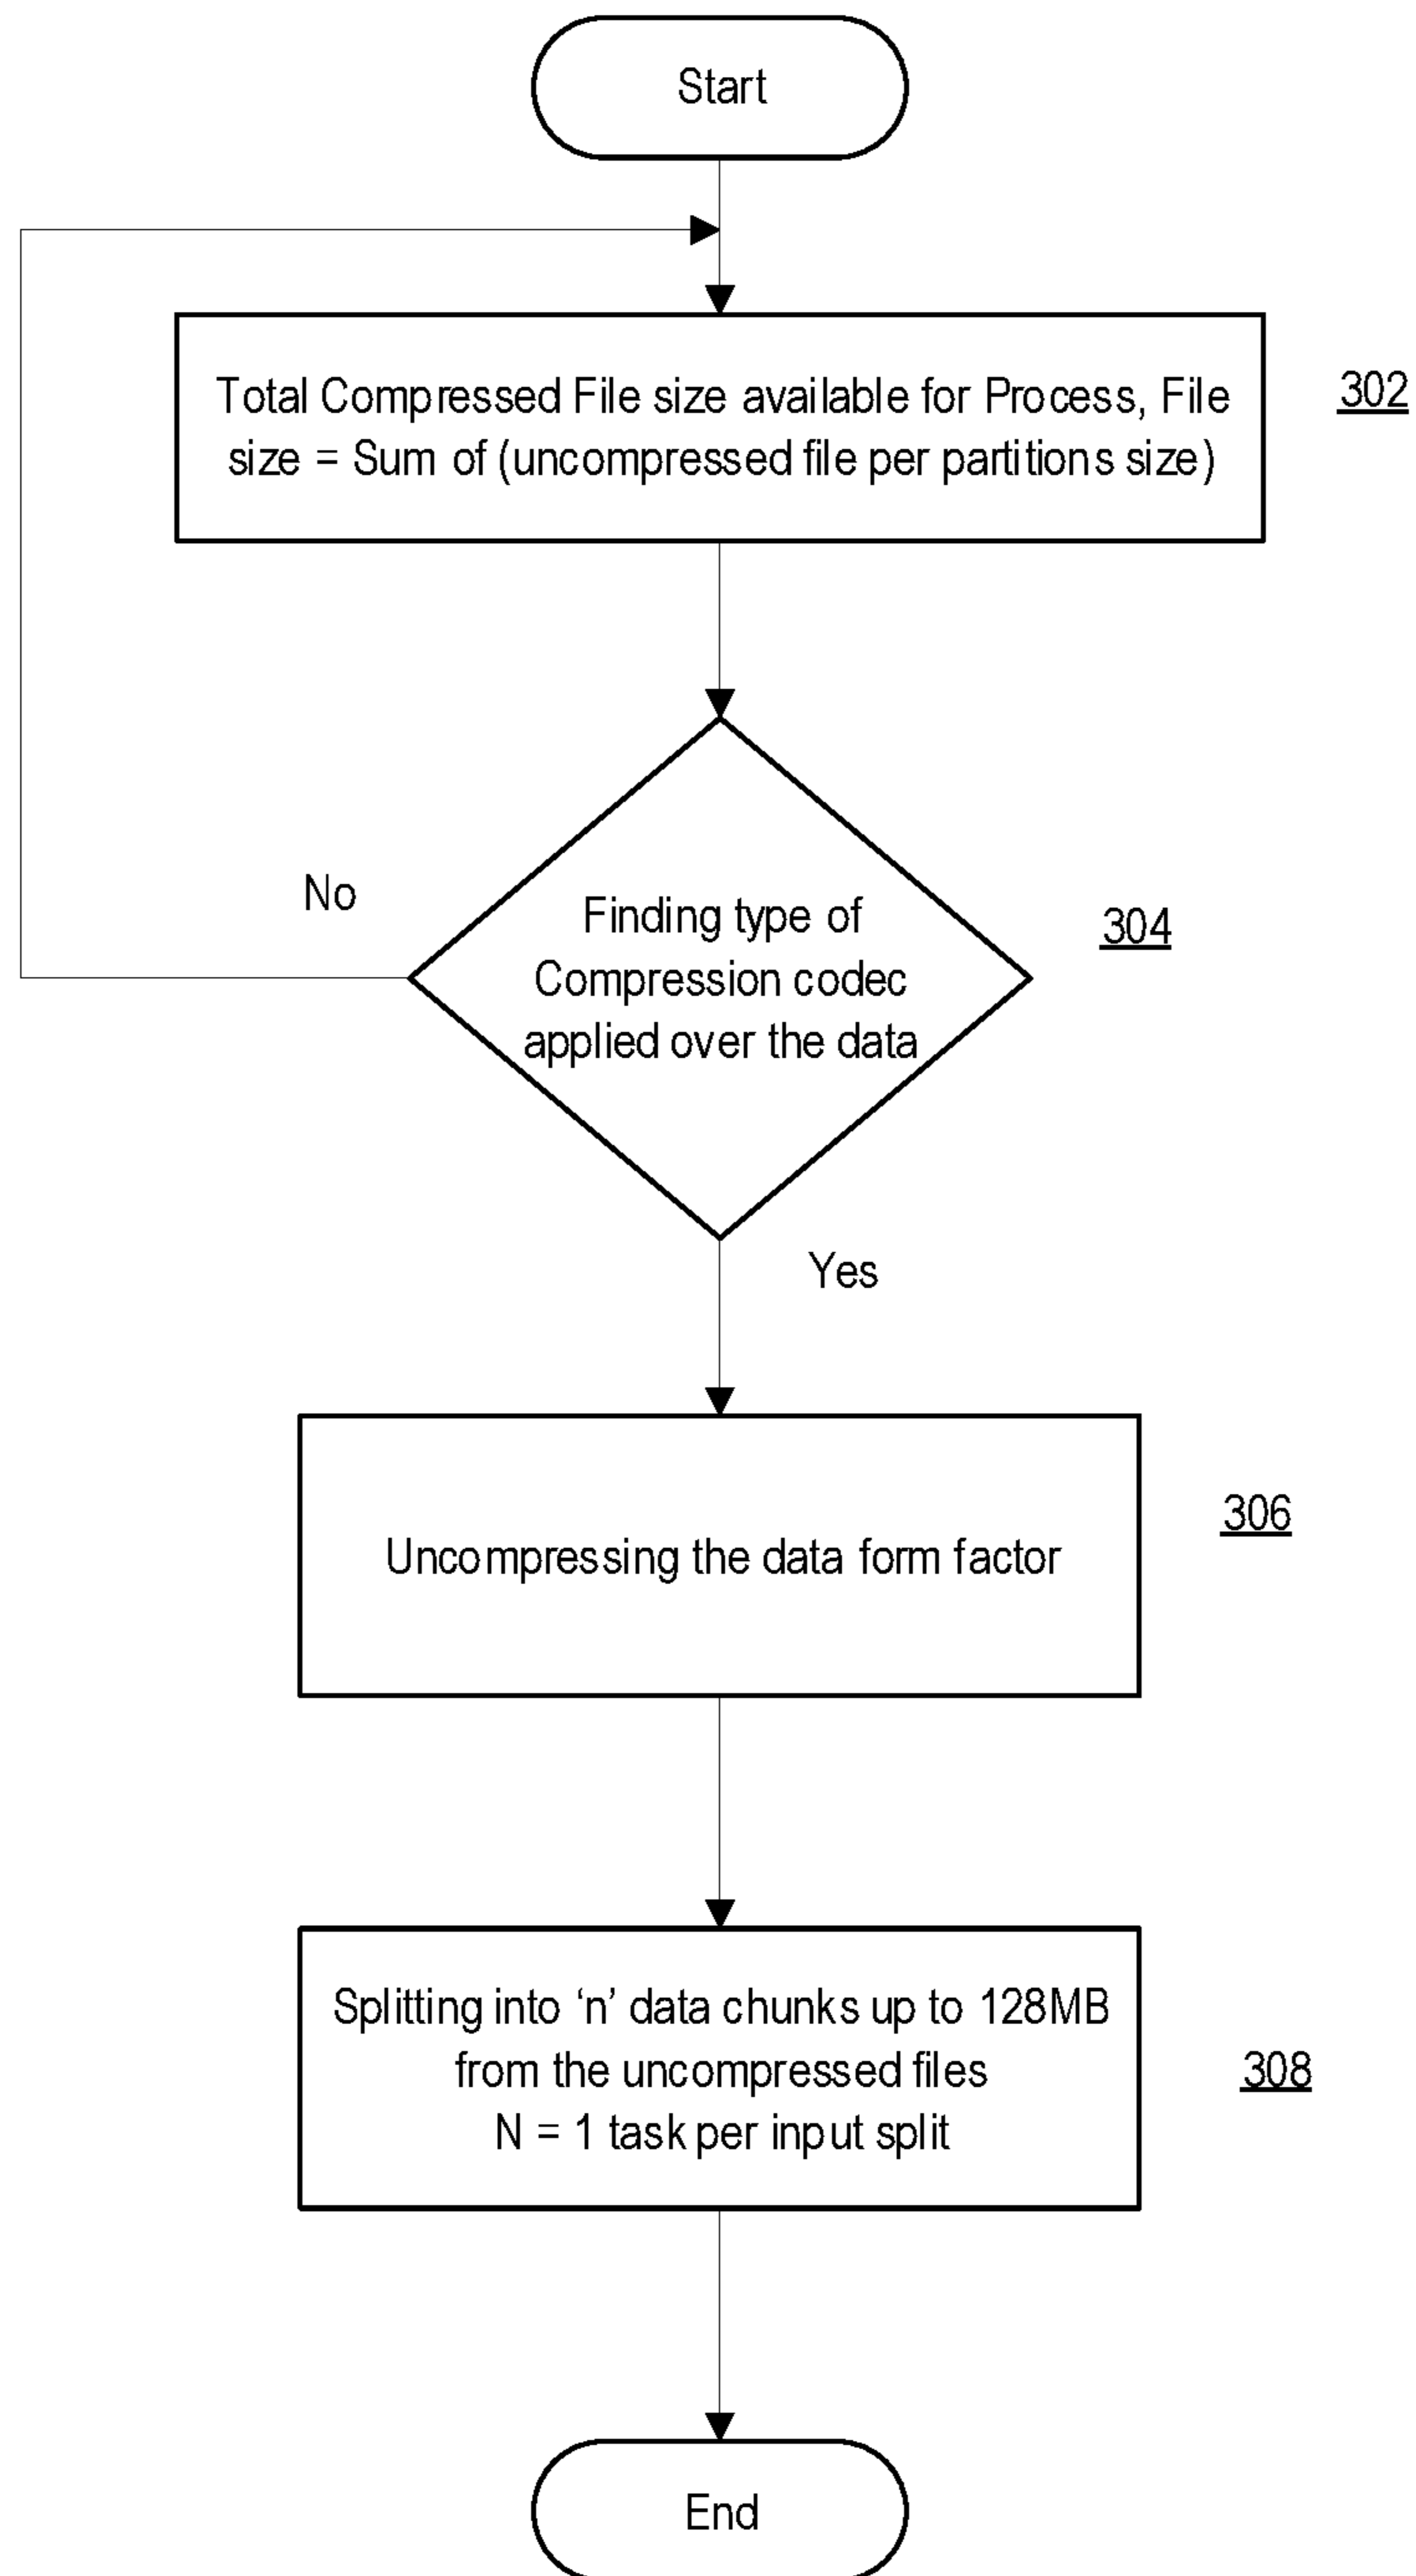 Start
Total Compressed File size available for Process, File
size = Sum of (uncompressed file per partitions size)
302
No
Finding type of
Compression codec
applied over the data
304
Yes
Uncompressing the data form factor
306
Splitting into ‘n’ data chunks up to 128MB
from the uncompressed files
N = 1 task per input split
308
End